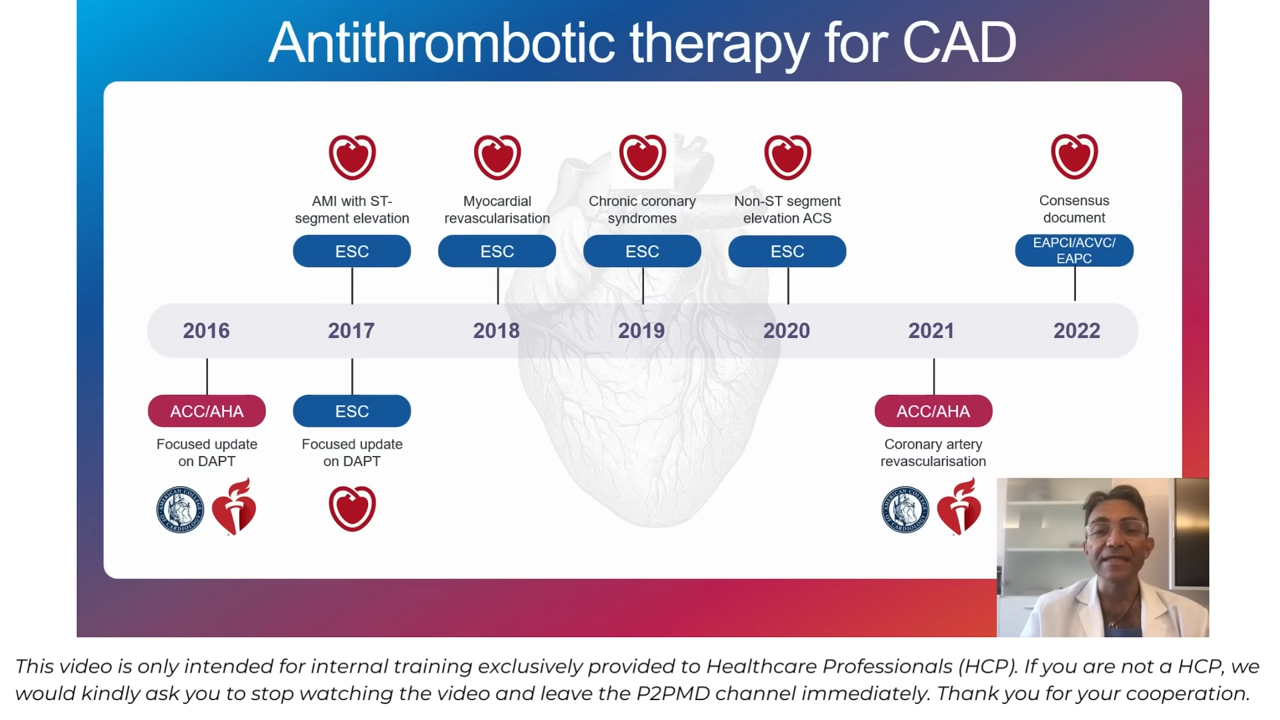 Antithrombotic therapy for CAD
AMI with ST-
segment elevation
ESC
Myocardial
revascularisation
ESC
Chronic coronary
syndromes
ESC
Non-ST segment
elevation ACS
ESC
Consensus
document
EAPCI/ACVC/
EAPC
2016
2017
2018
2019
2020
2021
2022
ACC/AHA
Focused update
on DAPT
ESC
Focused update
on DAPT
ACC/AHA
Coronary artery
revascularisation
This video is only intended for internal training exclusively provided to Healthcare Professionals (HCP). If you are not a HCP, we
would kindly ask you to stop watching the video and leave the P2PMD channel immediately. Thank you for your cooperation.